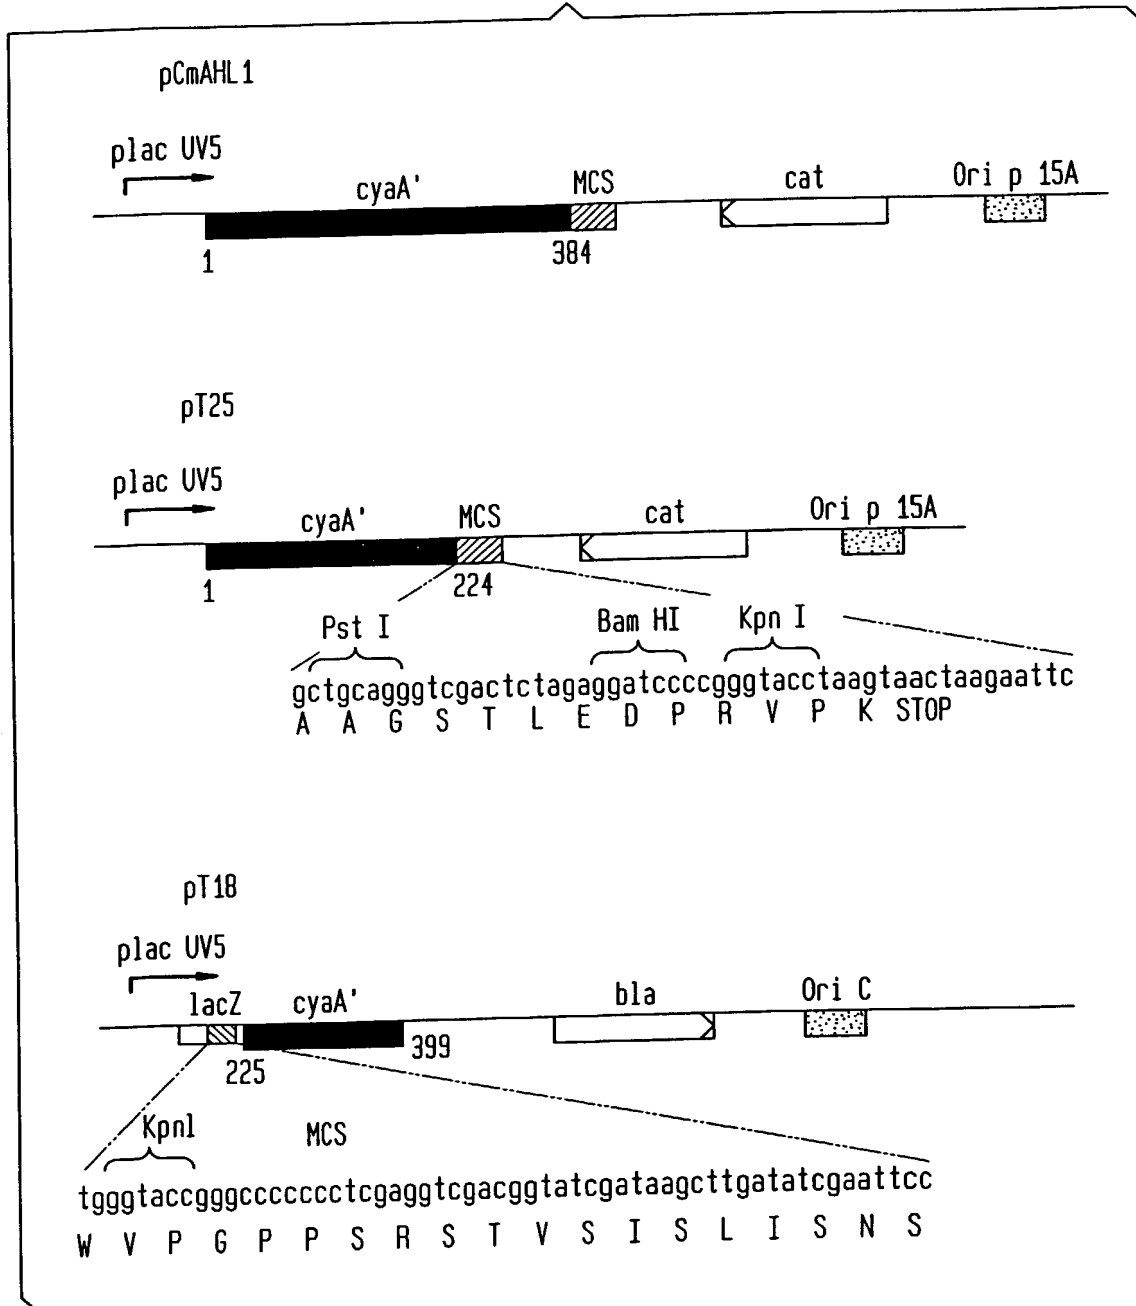 pCmAHL1
plac UV5
cyaA' MCS cat Ori p 15A
1 384
pT25
plac UV5
cyaA' MCS cat Ori p 15A
1 224
Pst I Bam HI Kpn I
gctgcagggtcgactctagaggatccccgggtacctaagtaactaagaattc
A A G S T L E D P R V P K STOP
pT18
plac UV5
lacZ cyaA' bla Ori C
225 399
KpnI MCS
tgggtaccgggccccccctcgaggtcgacggtatcgataagcttgatatcgaattcc
W V P G P P S R S T V S I S L I S N S